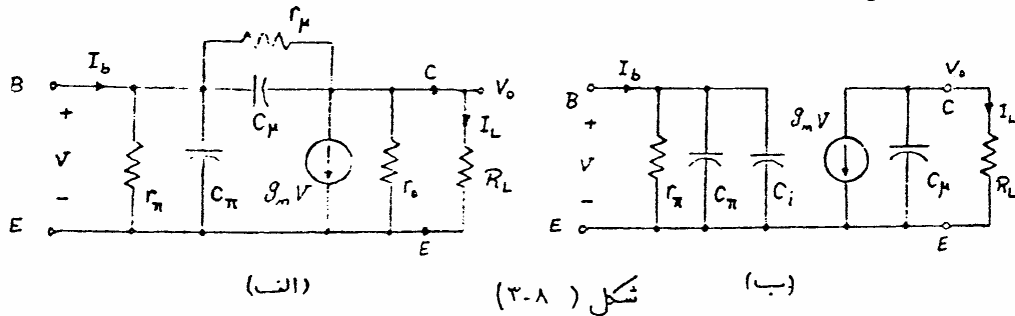 r_μ
I_b
C
V_o
B
+
C_μ
I_L
V
r_π
C_π
g_m V
r_o
R_L
-
E
E
I_b
V_o
B
C
+
g_m V
I_L
V
r_π
C_π
C_i
C_μ
R_L
-
E
E
(الف)
(ب)
شکل (۳-۸)